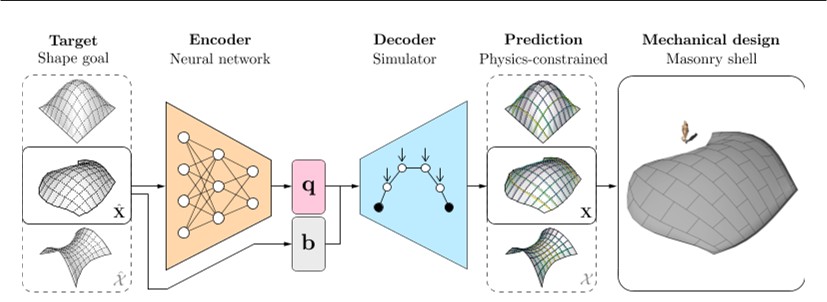 Target
Shape goal
Encoder
Neural network
Decoder
Simulator
Prediction
Physics-constrained
Mechanical design
Masonry shell
X̂
𝒳̂
q
b
X
𝒳